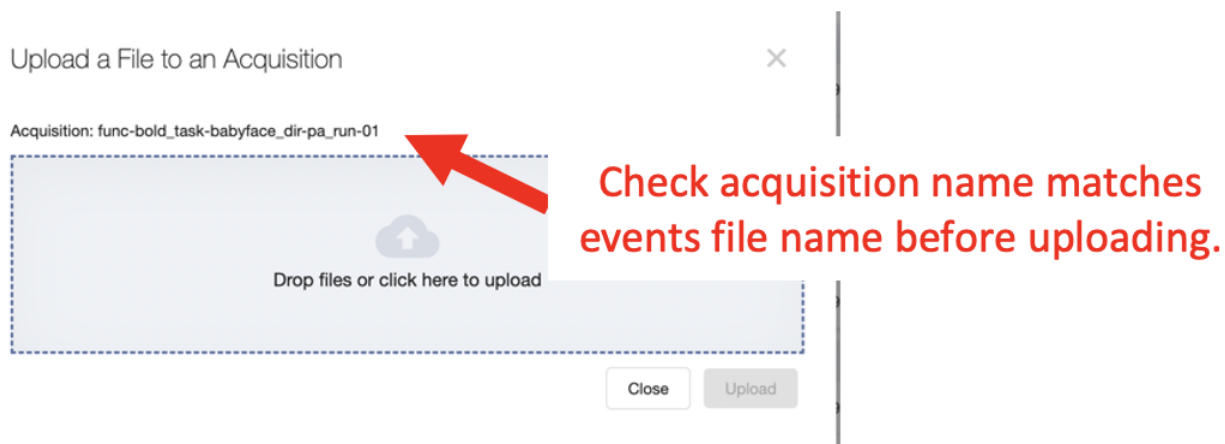 Upload a File to an Acquisition
Acquisition: func-bold_task-babyface_dir-pa_run-01
Check acquisition name matches
events file name before uploading.
Drop files or click here to upload
Close
Upload